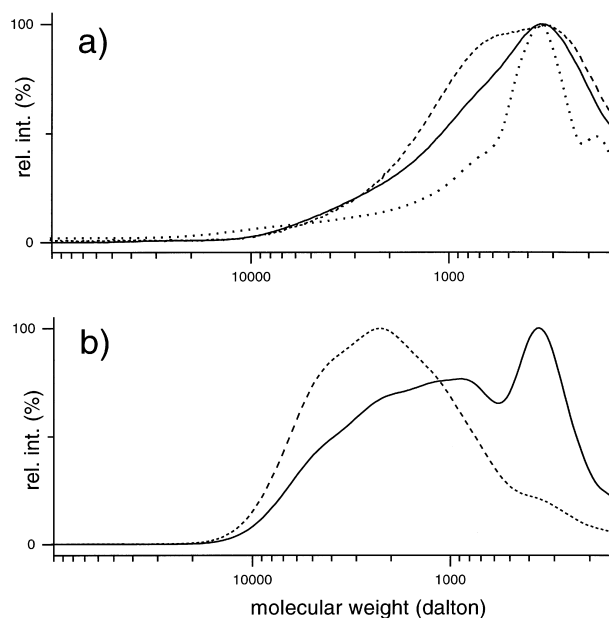 a)
100
rel. int. (%)
0
10000
1000
b)
100
rel. int. (%)
0
10000
1000
molecular weight (dalton)